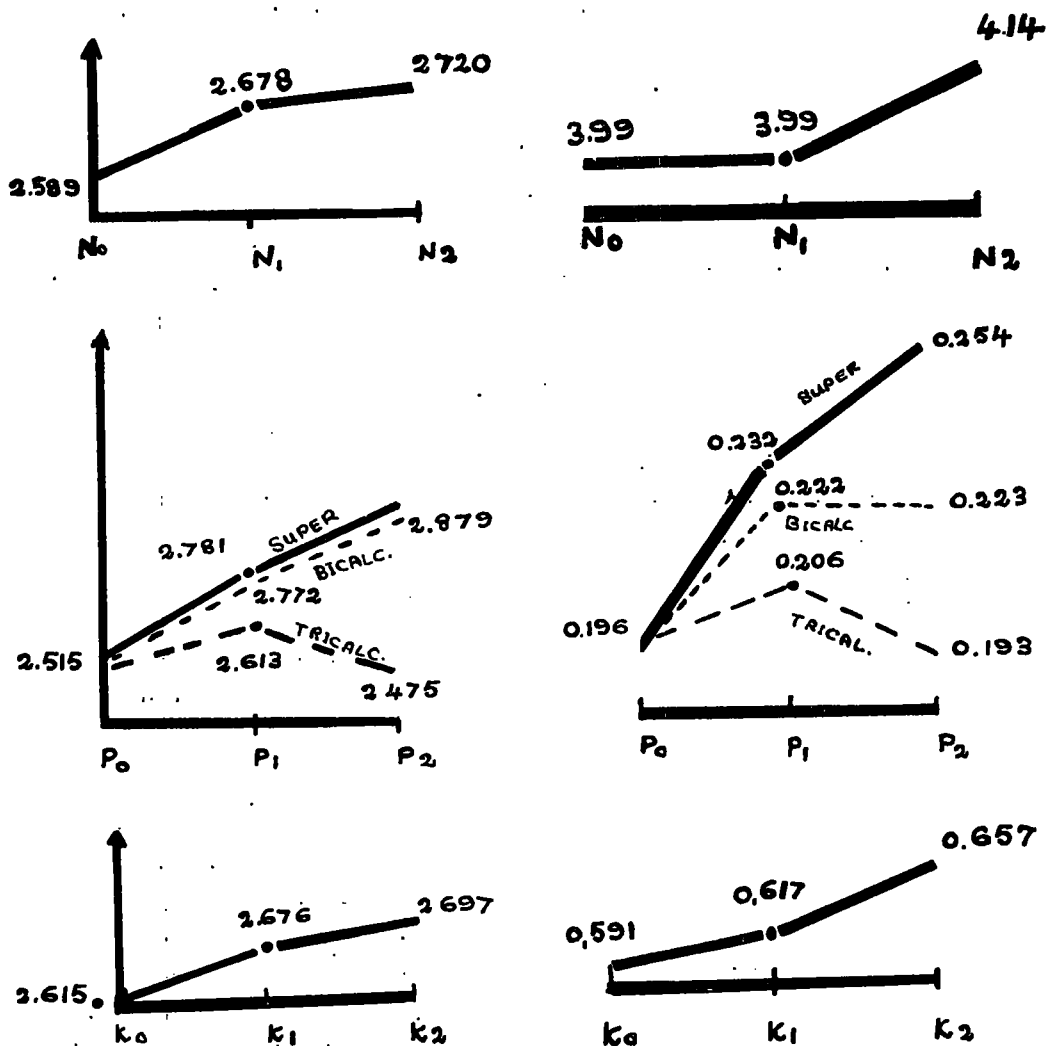 2.678
2720
2.589
N0 N1 N2
4.14
3.99 3.99
N0 N1 N2
SUPER
2.781
2.879
BICALC.
2.772
TRICALC.
2.515
2.613
2 475
P0 P1 P2
0.254
SUPER
0.232
0.222
0.223
BICALC
0.206
0.196
TRICAL.
0.193
P0 P1 P2
2.676
2 697
2.615
K0 K1 K2
0.657
0,617
0,591
K0 K1 K2